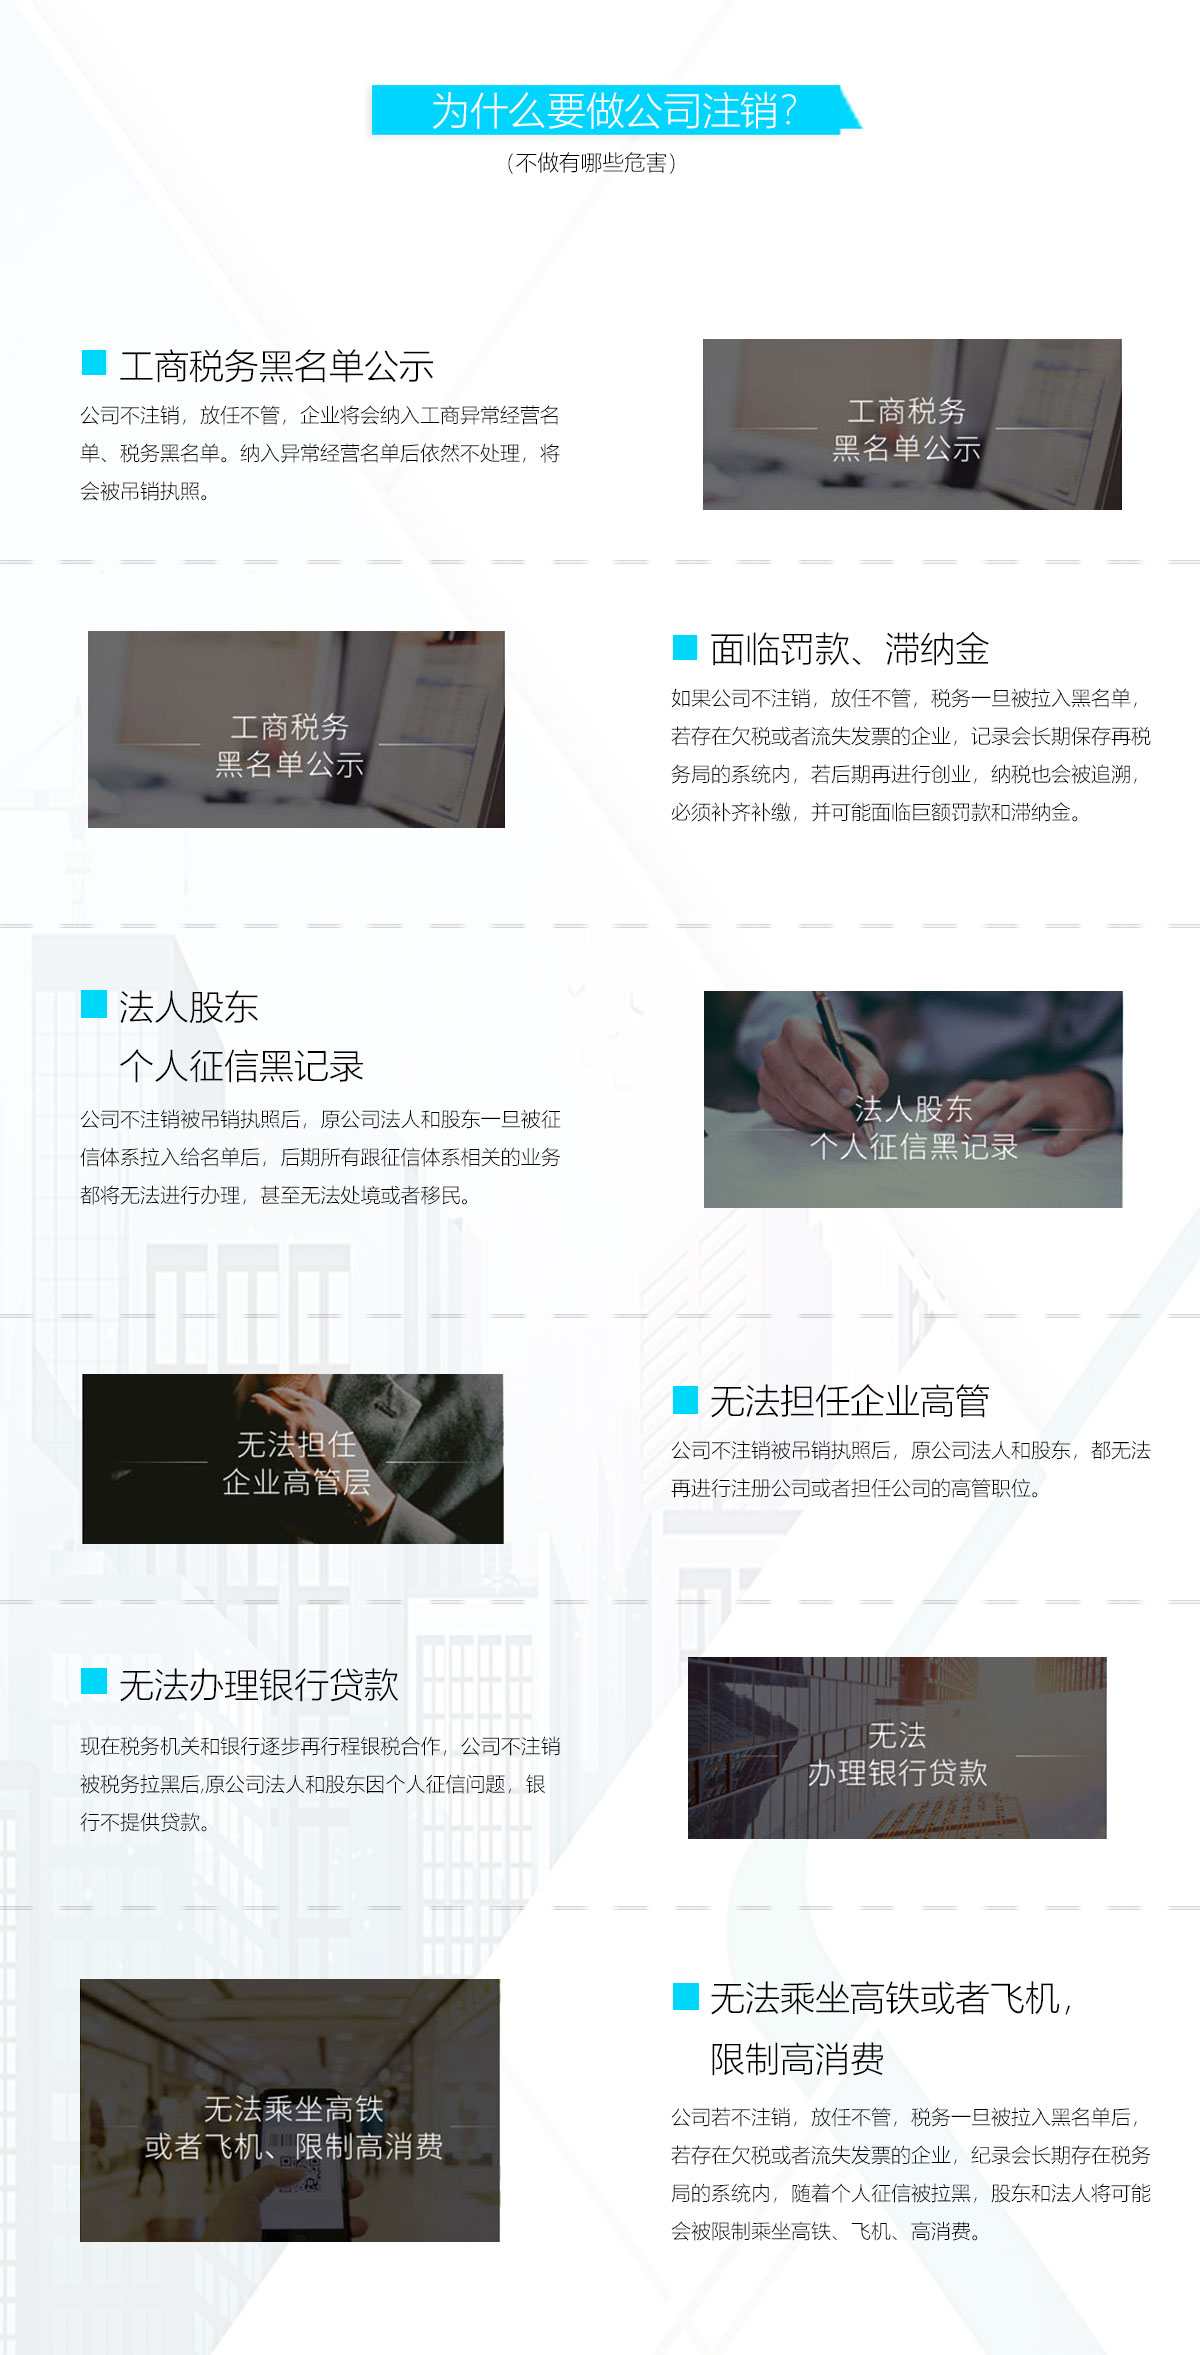 为什么要做公司注销?
（不做有哪些危害）
工商税务黑名单公示
公司不注销，放任不管，企业将会纳入工商异常经营名
单、税务黑名单。纳入异常经营名单后依然不处理，将
会被吊销执照。
工商税务
黑名单公示
工商税务
黑名单公示
面临罚款、滞纳金
如果公司不注销，放任不管，税务一旦被拉入黑名单，
若存在欠税或者流失发票的企业，记录会长期保存再税
务局的系统内，若后期再进行创业，纳税也会被追溯，
必须补齐补缴，并可能面临巨额罚款和滞纳金。
法人股东
个人征信黑记录
公司不注销被吊销执照后，原公司法人和股东一旦被征
信体系拉入给名单后，后期所有跟征信体系相关的业务
都将无法进行办理，甚至无法处境或者移民。
法人股东
个人征信黑记录
无法担任
企业高管层
无法担任企业高管
公司不注销被吊销执照后，原公司法人和股东，都无法
再进行注册公司或者担任公司的高管职位。
无法办理银行贷款
现在税务机关和银行逐步再行程银税合作，公司不注销
被税务拉黑后,原公司法人和股东因个人征信问题，银
行不提供贷款。
无法
办理银行贷款
无法乘坐高铁
或者飞机、限制高消费
无法乘坐高铁或者飞机，
限制高消费
公司若不注销，放任不管，税务一旦被拉入黑名单后，
若存在欠税或者流失发票的企业，纪录会长期存在税务
局的系统内，随着个人征信被拉黑，股东和法人将可能
会被限制乘坐高铁、飞机、高消费。